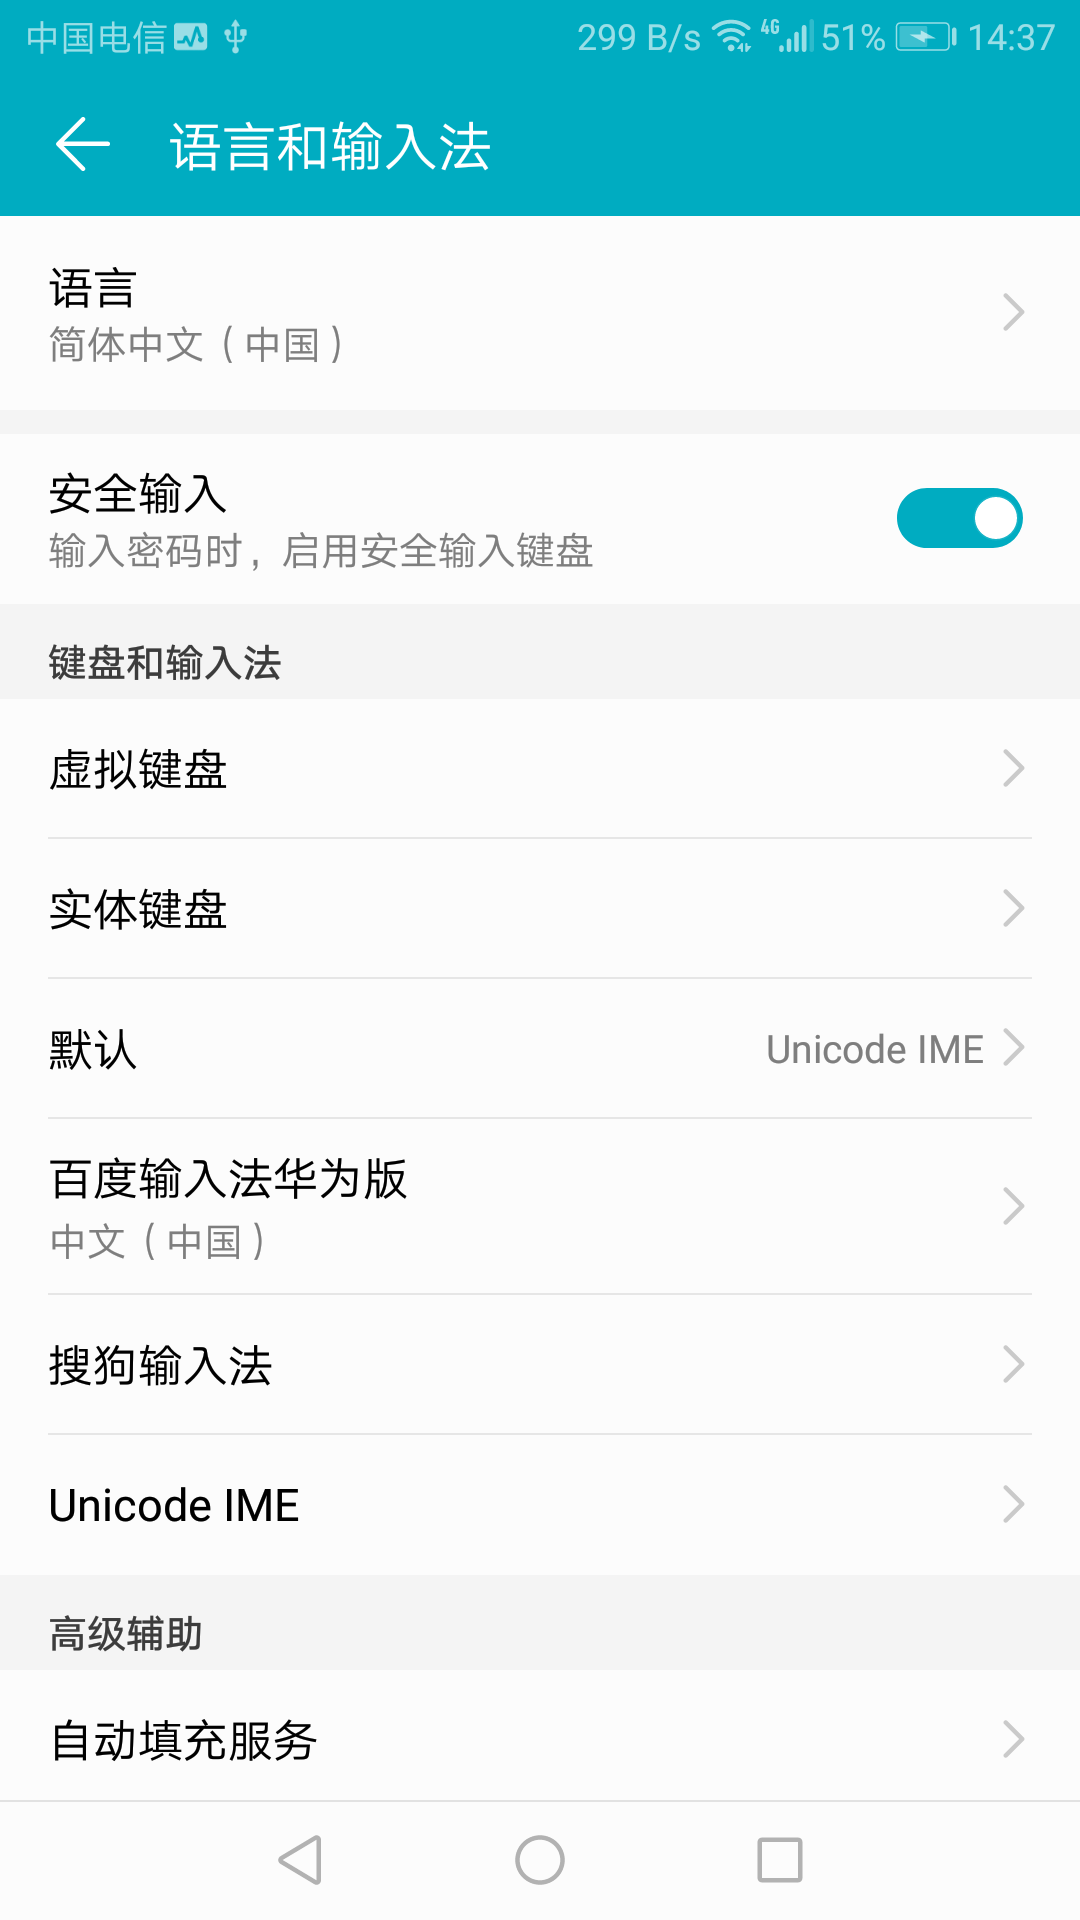 中国电信 299 B/s 4G 51% 14:37
语言和输入法
语言
简体中文（中国）
安全输入
输入密码时，启用安全输入键盘
键盘和输入法
虚拟键盘
实体键盘
默认 Unicode IME
百度输入法华为版
中文（中国）
搜狗输入法
Unicode IME
高级辅助
自动填充服务